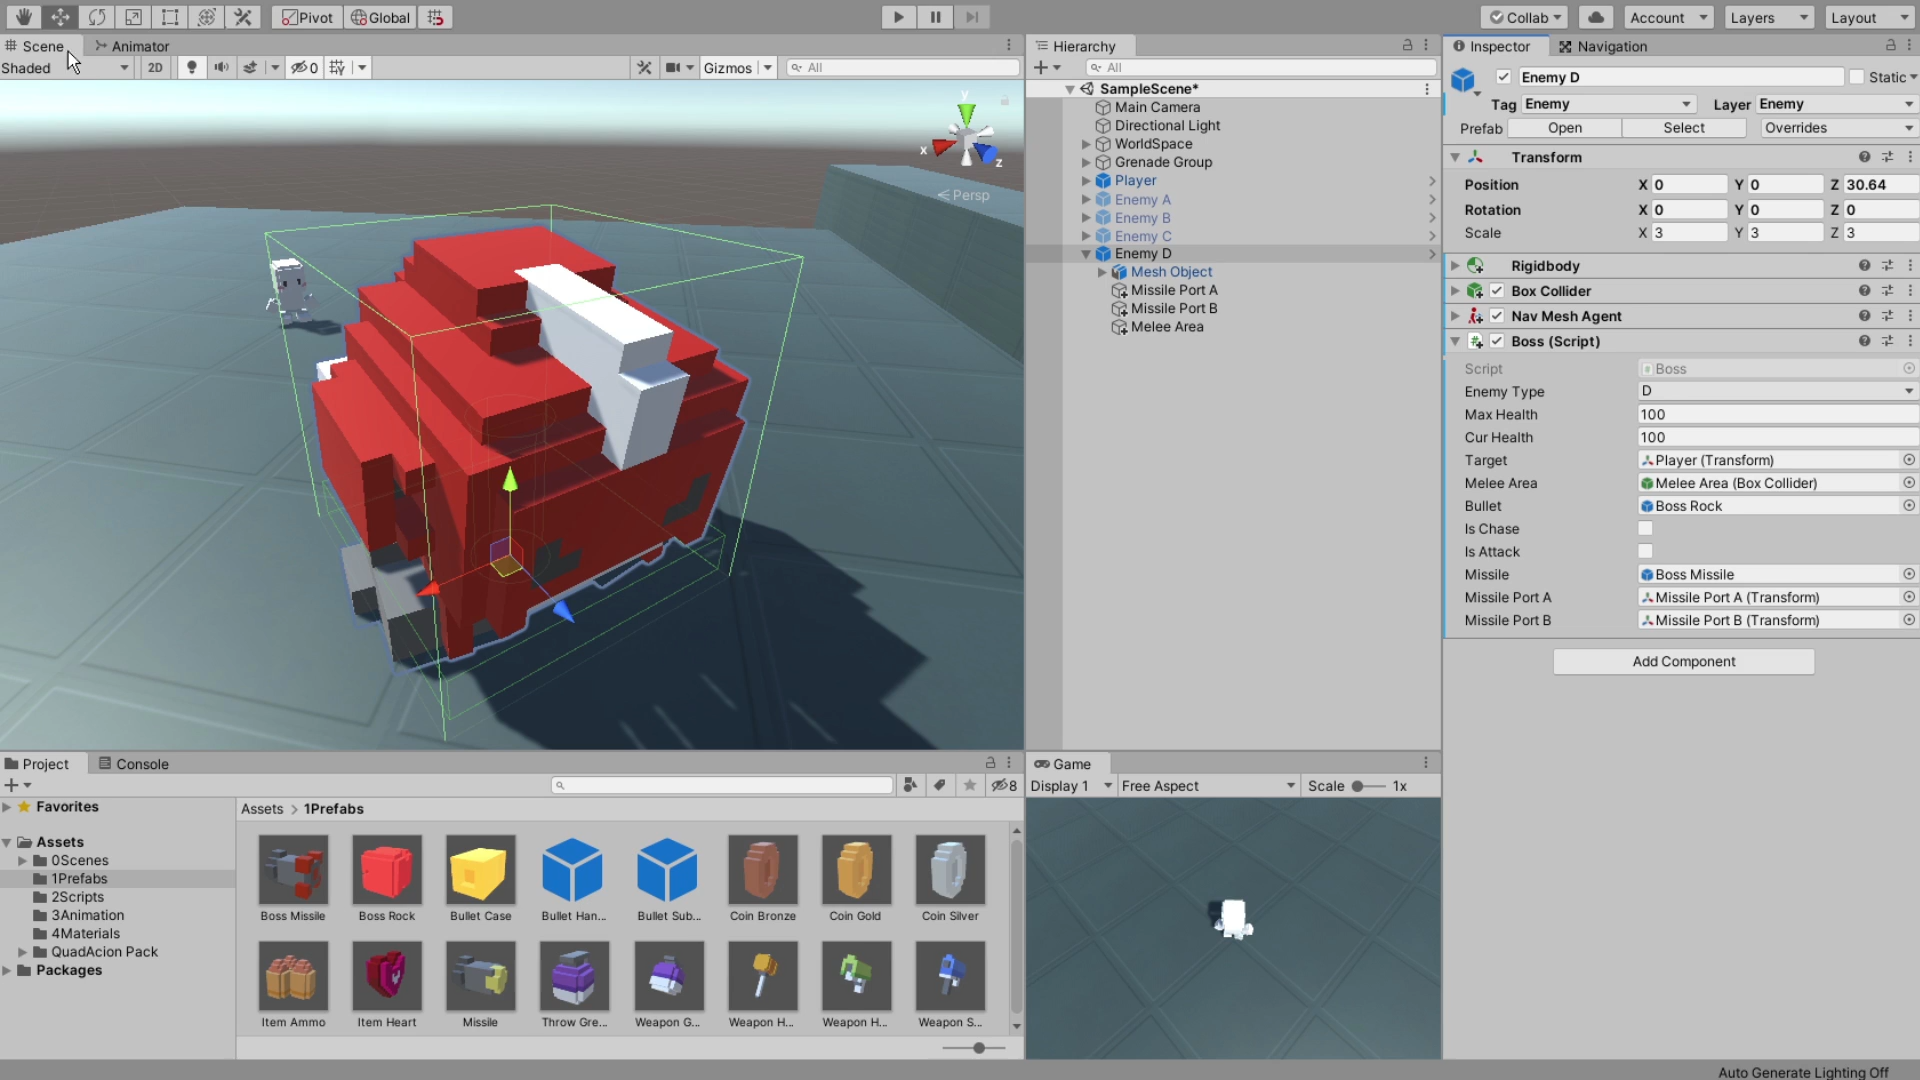 Pivot Global Collab Account Layers Layout
Scene Animator
Shaded 2D 0 Gizmos All
y
x
z
Persp
Hierarchy
All
SampleScene*
Main Camera
Directional Light
WorldSpace
Grenade Group
Player
Enemy A
Enemy B
Enemy C
Enemy D
Mesh Object
Missile Port A
Missile Port B
Melee Area
Inspector Navigation
Enemy D Static
Tag Enemy Layer Enemy
Prefab Open Select Overrides
Transform
Position X 0 Y 0 Z 30.64
Rotation X 0 Y 0 Z 0
Scale X 3 Y 3 Z 3
Rigidbody
Box Collider
Nav Mesh Agent
Boss (Script)
Script Boss
Enemy Type D
Max Health 100
Cur Health 100
Target Player (Transform)
Melee Area Melee Area (Box Collider)
Bullet Boss Rock
Is Chase
Is Attack
Missile Boss Missile
Missile Port A Missile Port A (Transform)
Missile Port B Missile Port B (Transform)
Add Component
Project Console
8
Favorites
Assets
0Scenes
1Prefabs
2Scripts
3Animation
4Materials
QuadAcion Pack
Packages
Assets > 1Prefabs
Boss Missile Boss Rock Bullet Case Bullet Han... Bullet Sub... Coin Bronze Coin Gold Coin Silver
Item Ammo Item Heart Missile Throw Gre... Weapon G... Weapon H... Weapon H... Weapon S...
Game
Display 1 Free Aspect Scale 1x
Auto Generate Lighting Off